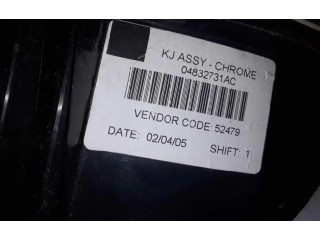 KJ ASSY - CHROME
04832731AC
VENDOR CODE: 52479
DATE: 02/04/05 SHIFT: 1